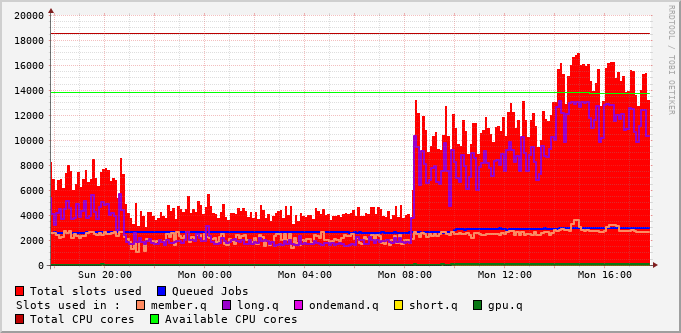 20000
18000
16000
14000
12000
10000
8000
6000
4000
2000
0
Sun 20:00 Mon 00:00 Mon 04:00 Mon 08:00 Mon 12:00 Mon 16:00
Total slots used Queued Jobs
Slots used in : member.q long.q ondemand.q short.q gpu.q
Total CPU cores Available CPU cores
RRDTOOL / TOBI OETIKER